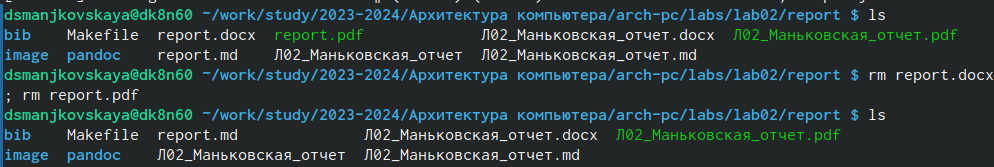 dsmanjkovskaya@dk8n60 ~/work/study/2023-2024/Архитектура компьютера/arch-pc/labs/lab02/report $ ls
bib Makefile report.docx report.pdf Л02_Маньковская_отчет.docx Л02_Маньковская_отчет.pdf
image pandoc report.md Л02_Маньковская_отчет Л02_Маньковская_отчет.md
dsmanjkovskaya@dk8n60 ~/work/study/2023-2024/Архитектура компьютера/arch-pc/labs/lab02/report $ rm report.docx
; rm report.pdf
dsmanjkovskaya@dk8n60 ~/work/study/2023-2024/Архитектура компьютера/arch-pc/labs/lab02/report $ ls
bib Makefile report.md Л02_Маньковская_отчет.docx Л02_Маньковская_отчет.pdf
image pandoc Л02_Маньковская_отчет Л02_Маньковская_отчет.md